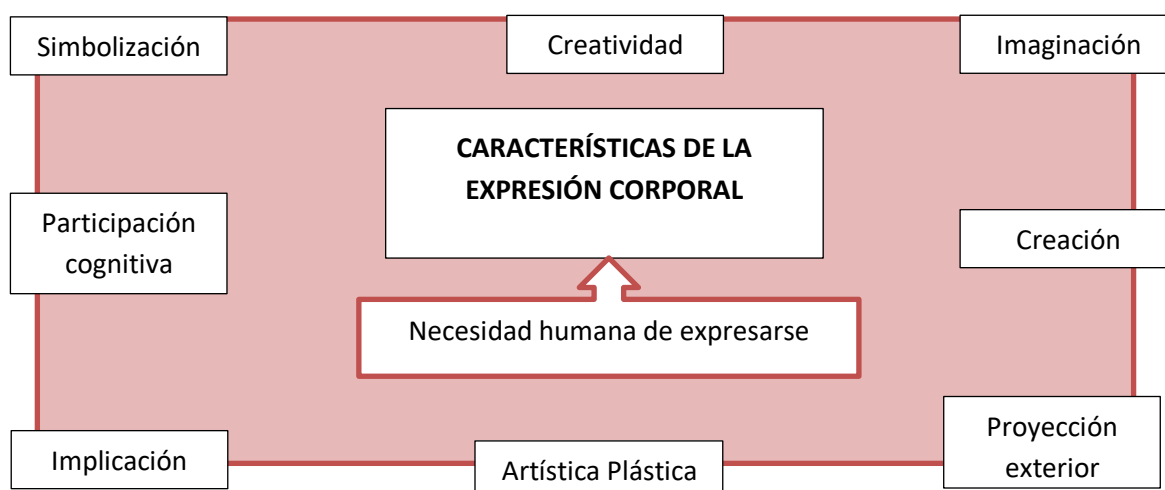 Simbolización
Creatividad
Imaginación
CARACTERÍSTICAS DE LA
EXPRESIÓN CORPORAL
Participación
cognitiva
Creación
Necesidad humana de expresarse
Implicación
Artística Plástica
Proyección
exterior